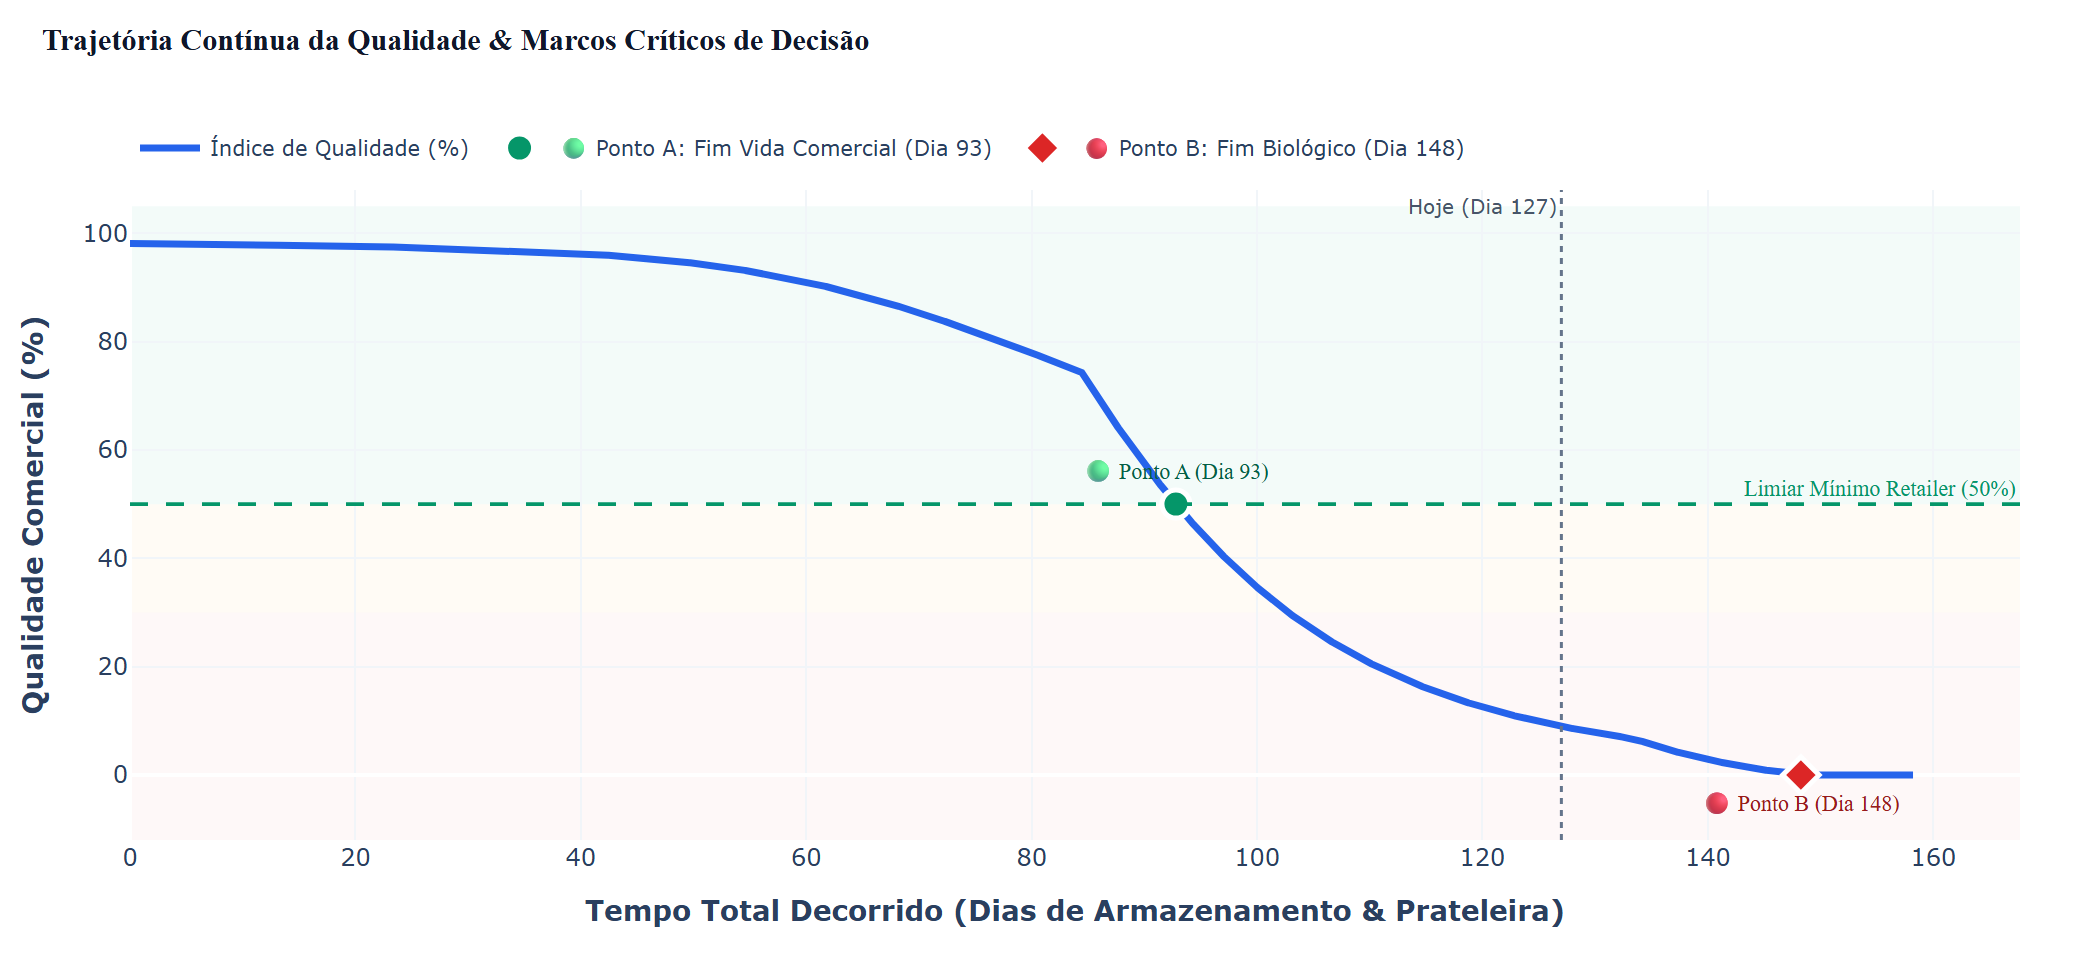 Trajetória Contínua da Qualidade & Marcos Críticos de Decisão
Índice de Qualidade (%)
Ponto A: Fim Vida Comercial (Dia 93)
Ponto B: Fim Biológico (Dia 148)
Hoje (Dia 127)
100
80
60
40
20
0
Qualidade Comercial (%)
Ponto A (Dia 93)
Limiar Mínimo Retailer (50%)
Ponto B (Dia 148)
0 20 40 60 80 100 120 140 160
Tempo Total Decorrido (Dias de Armazenamento & Prateleira)